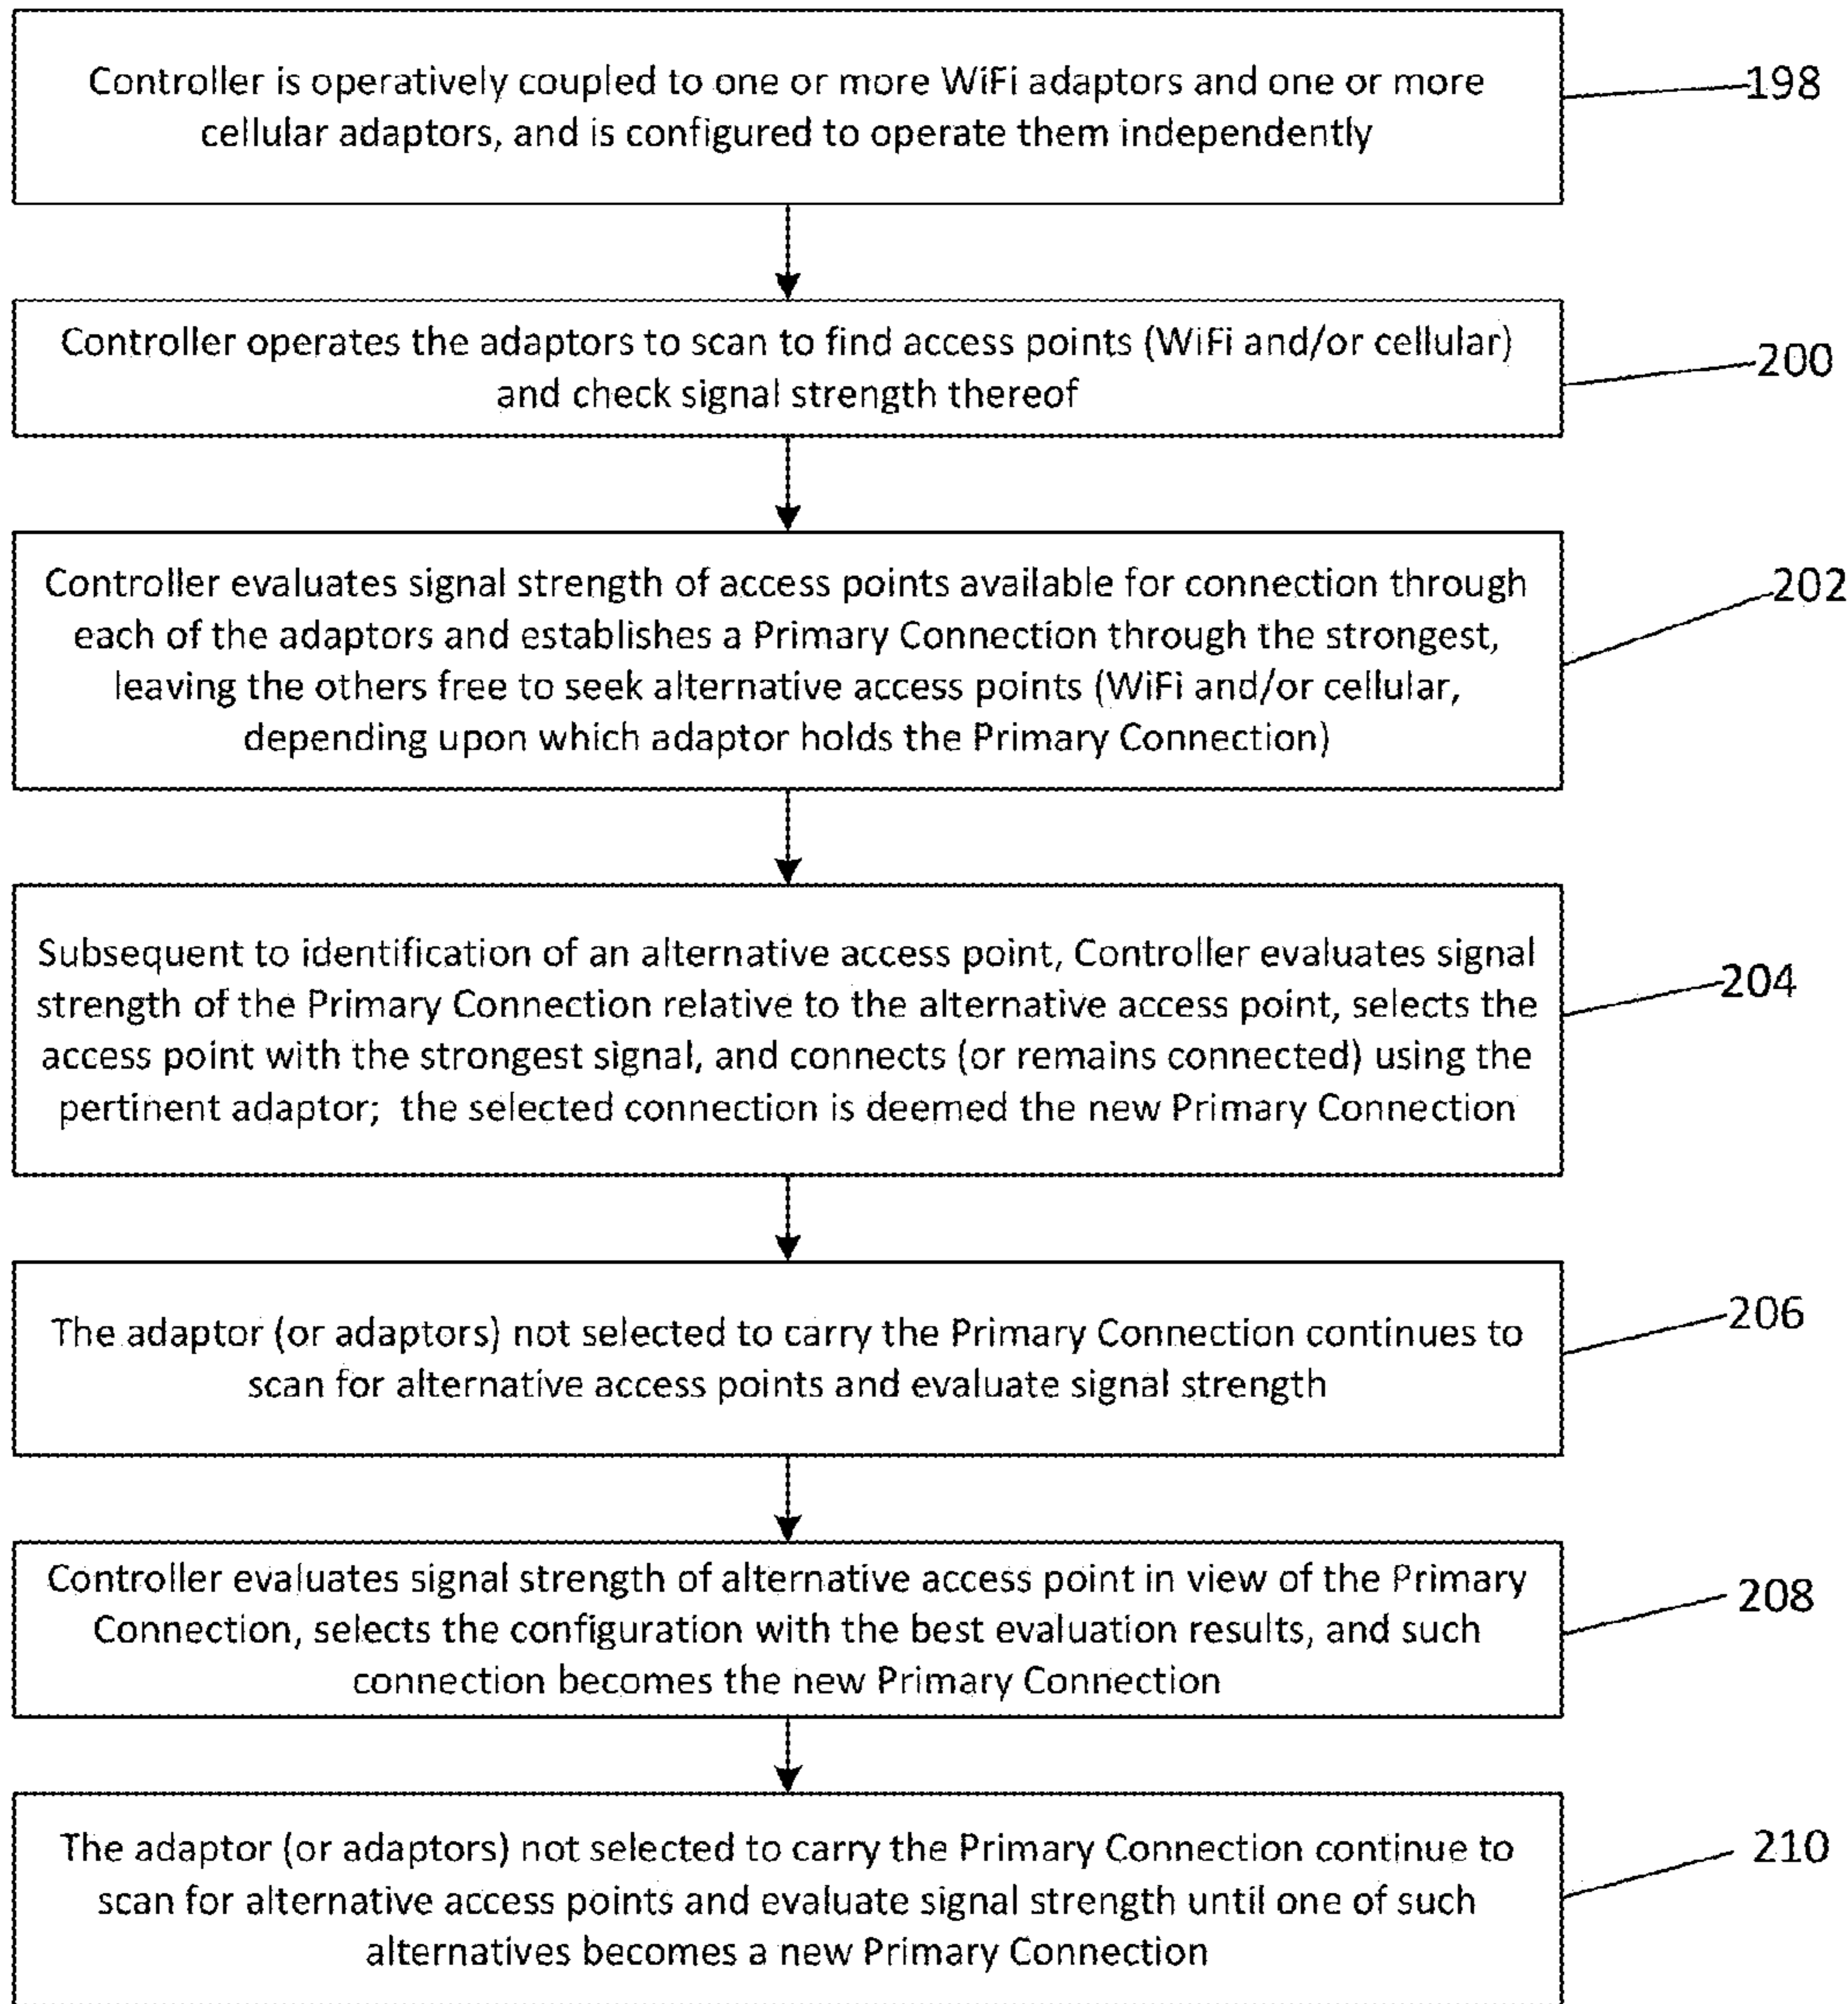 Controller is operatively coupled to one or more WiFi adaptors and one or more
cellular adaptors, and is configured to operate them independently
198
Controller operates the adaptors to scan to find access points (WiFi and/or cellular)
and check signal strength thereof
200
Controller evaluates signal strength of access points available for connection through
each of the adaptors and establishes a Primary Connection through the strongest,
leaving the others free to seek alternative access points (WiFi and/or cellular,
depending upon which adaptor holds the Primary Connection)
202
Subsequent to identification of an alternative access point, Controller evaluates signal
strength of the Primary Connection relative to the alternative access point, selects the
access point with the strongest signal, and connects (or remains connected) using the
pertinent adaptor; the selected connection is deemed the new Primary Connection
204
The adaptor (or adaptors) not selected to carry the Primary Connection continues to
scan for alternative access points and evaluate signal strength
206
Controller evaluates signal strength of alternative access point in view of the Primary
Connection, selects the configuration with the best evaluation results, and such
connection becomes the new Primary Connection
208
The adaptor (or adaptors) not selected to carry the Primary Connection continue to
scan for alternative access points and evaluate signal strength until one of such
alternatives becomes a new Primary Connection
210